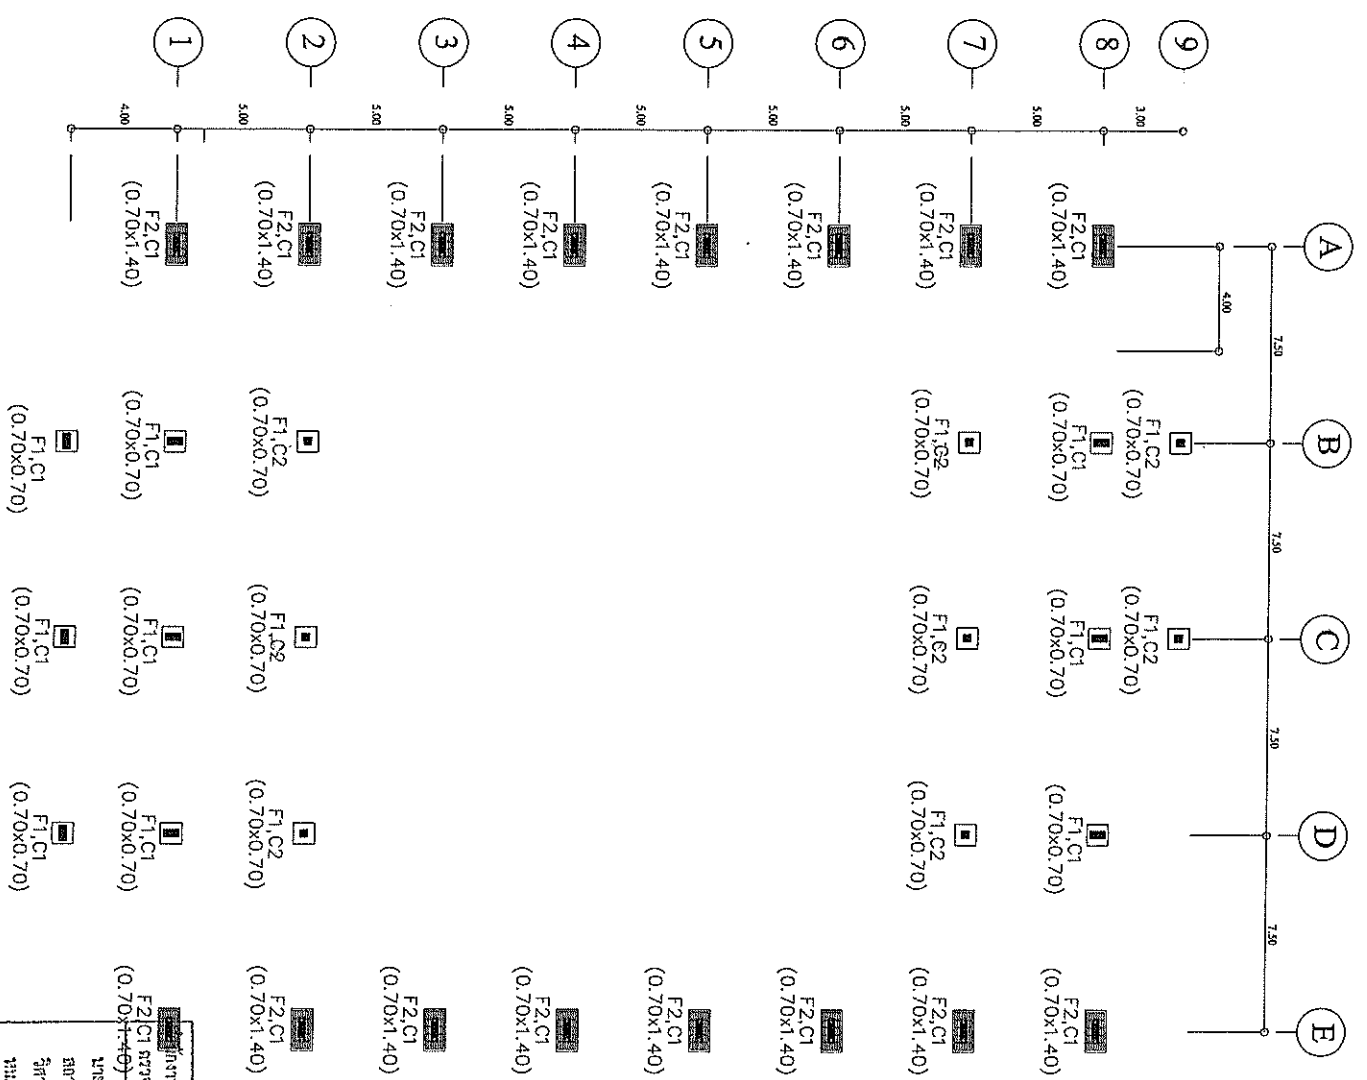 1
2
3
4
5
6
7
8
9
4.00
5.00
5.00
5.00
5.00
5.00
5.00
5.00
3.00
A
B
C
D
E
4.00
7.50
7.50
7.50
7.50
F2,C1
(0.70x1.40)
F2,C1
(0.70x1.40)
F2,C1
(0.70x1.40)
F2,C1
(0.70x1.40)
F2,C1
(0.70x1.40)
F2,C1
(0.70x1.40)
F2,C1
(0.70x1.40)
F2,C1
(0.70x1.40)
F1,C1
(0.70x0.70)
F1,C1
(0.70x0.70)
F1,C2
(0.70x0.70)
F1,C2
(0.70x0.70)
F1,C1
(0.70x0.70)
F1,C2
(0.70x0.70)
F1,C1
(0.70x0.70)
F1,C1
(0.70x0.70)
F1,C2
(0.70x0.70)
F1,C2
(0.70x0.70)
F1,C1
(0.70x0.70)
F1,C2
(0.70x0.70)
F1,C1
(0.70x0.70)
F1,C1
(0.70x0.70)
F1,C2
(0.70x0.70)
F1,C2
(0.70x0.70)
F1,C1
(0.70x0.70)
F2,C1
(0.70x1.40)
F2,C1
(0.70x1.40)
F2,C1
(0.70x1.40)
F2,C1
(0.70x1.40)
F2,C1
(0.70x1.40)
F2,C1
(0.70x1.40)
F2,C1
(0.70x1.40)
F2,C1
(0.70x1.40)